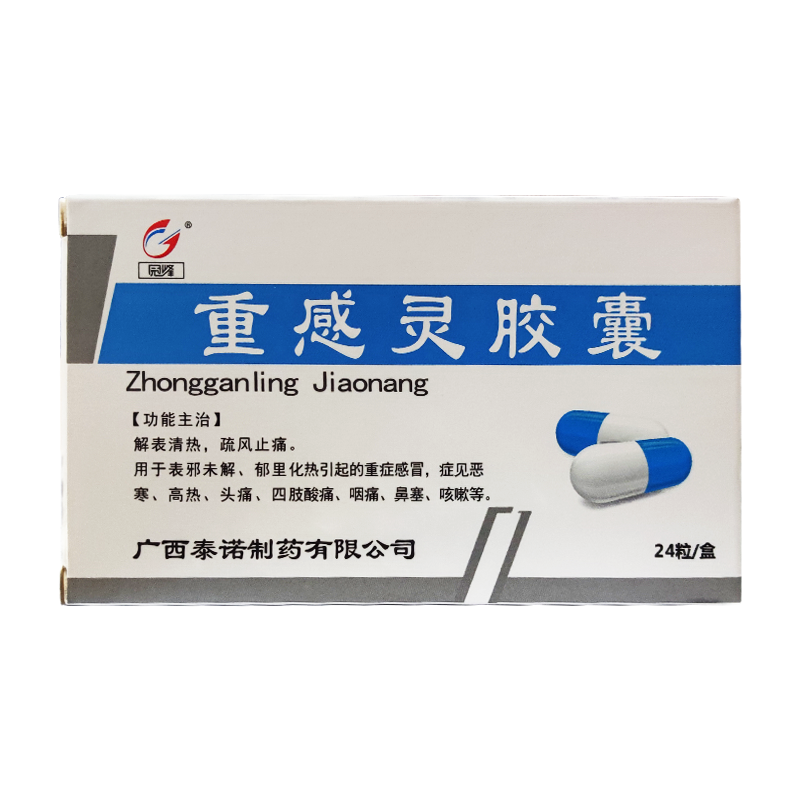 ®
冠峰
重感灵胶囊
Zhongganling Jiaonang
【功能主治】
解表清热，疏风止痛。
用于表邪未解、郁里化热引起的重症感冒，症见恶
寒、高热、头痛、四肢酸痛、咽痛、鼻塞、咳嗽等。
广西泰诺制药有限公司
24粒/盒